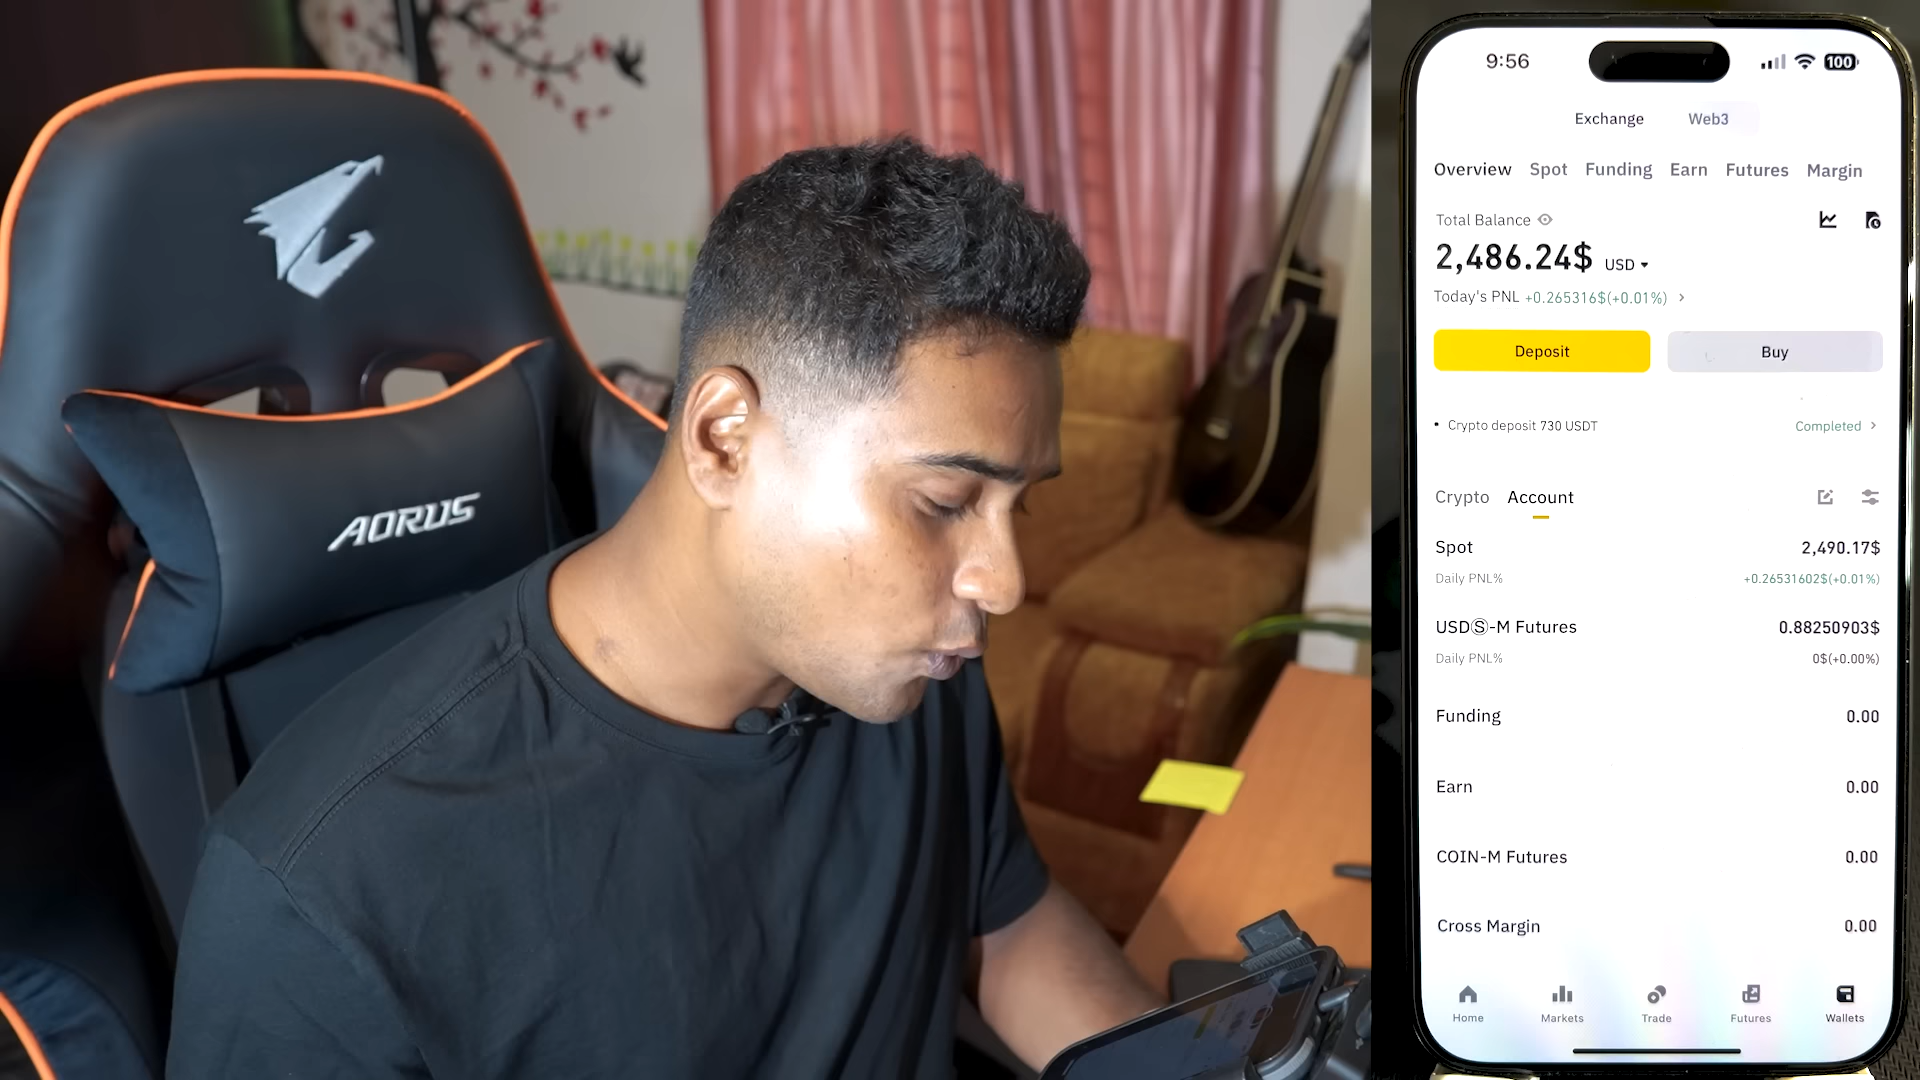 AORUS
9:56
100
Exchange Web3
Overview Spot Funding Earn Futures Margin
Total Balance
2,486.24$ USD
Today's PNL +0.265316$(+0.01%)
Deposit Buy
Crypto deposit 730 USDT Completed
Crypto Account
Spot 2,490.17$
Daily PNL% +0.26531602$(+0.01%)
USDⓈ-M Futures 0.88250903$
Daily PNL% 0$(+0.00%)
Funding 0.00
Earn 0.00
COIN-M Futures 0.00
Cross Margin 0.00
Home Markets Trade Futures Wallets